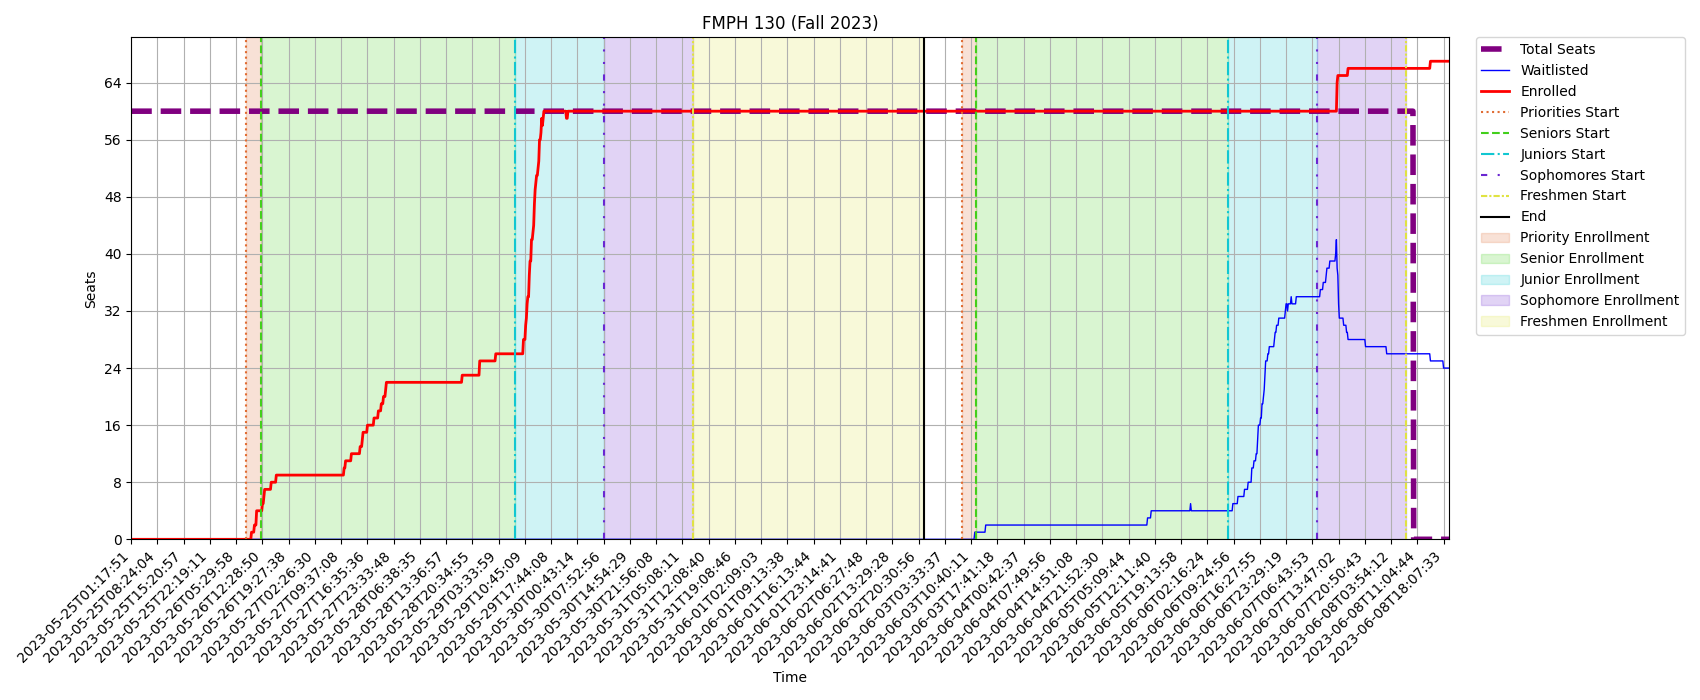 FMPH 130 (Fall 2023)
64
56
48
40
32
24
16
8
0
Seats
2023-05-25T01:17:51
2023-05-25T08:24:04
2023-05-25T15:20:57
2023-05-25T22:19:11
2023-05-26T05:29:58
2023-05-26T12:28:50
2023-05-26T19:27:38
2023-05-27T02:26:30
2023-05-27T09:37:08
2023-05-27T16:35:36
2023-05-27T23:33:48
2023-05-28T06:38:35
2023-05-28T13:36:57
2023-05-28T20:34:55
2023-05-29T03:33:59
2023-05-29T10:45:09
2023-05-29T17:44:08
2023-05-30T00:43:14
2023-05-30T07:52:56
2023-05-30T14:54:29
2023-05-30T21:56:08
2023-05-31T05:08:11
2023-05-31T12:08:40
2023-05-31T19:08:46
2023-06-01T02:09:03
2023-06-01T09:13:38
2023-06-01T16:13:44
2023-06-01T23:14:41
2023-06-02T06:27:48
2023-06-02T13:29:28
2023-06-02T20:30:56
2023-06-03T03:33:37
2023-06-03T10:40:11
2023-06-03T17:41:18
2023-06-04T00:42:37
2023-06-04T07:49:56
2023-06-04T14:51:08
2023-06-04T21:52:30
2023-06-05T05:09:44
2023-06-05T12:11:40
2023-06-05T19:13:58
2023-06-06T02:16:24
2023-06-06T09:24:56
2023-06-06T16:27:55
2023-06-06T23:29:19
2023-06-07T06:43:53
2023-06-07T13:47:02
2023-06-07T20:50:43
2023-06-08T03:54:12
2023-06-08T11:04:44
2023-06-08T18:07:33
Time
Total Seats
Waitlisted
Enrolled
Priorities Start
Seniors Start
Juniors Start
Sophomores Start
Freshmen Start
End
Priority Enrollment
Senior Enrollment
Junior Enrollment
Sophomore Enrollment
Freshmen Enrollment